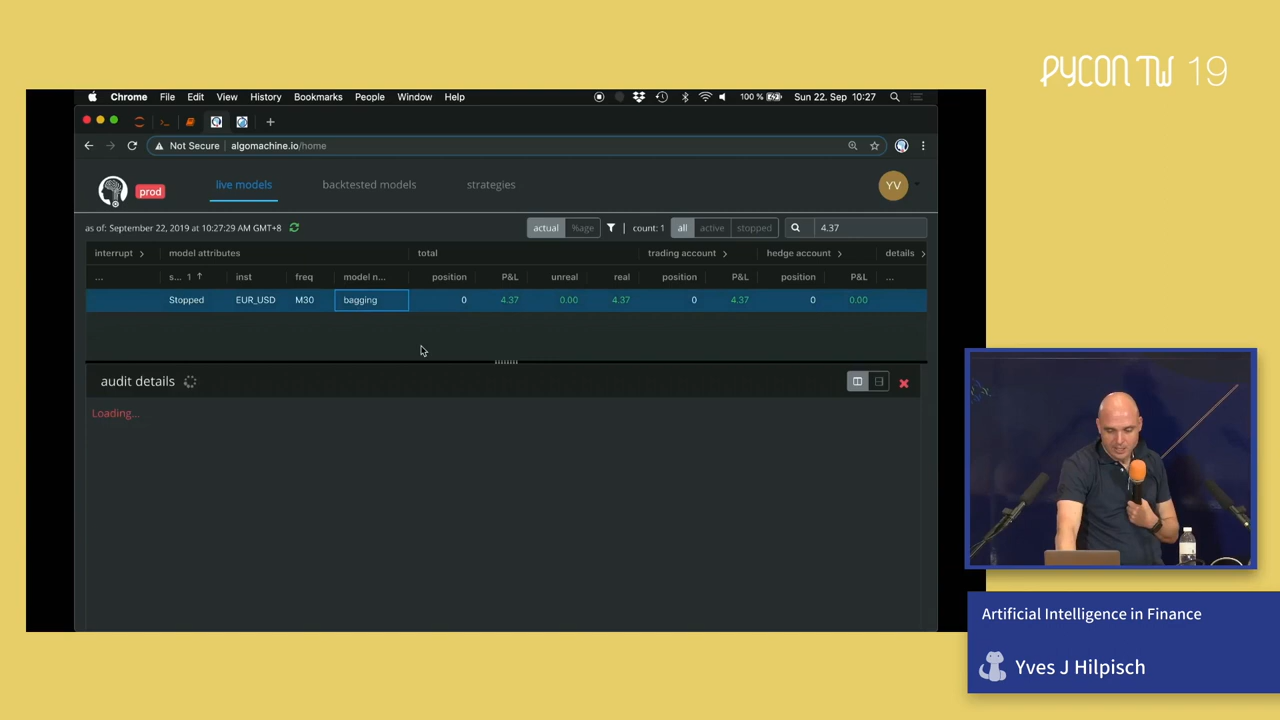 PYCON TW 19
Chrome File Edit View History Bookmarks People Window Help 100 % Sun 22. Sep 10:27
Not Secure algomachine.io/home
prod live models backtested models strategies YV
as of: September 22, 2019 at 10:27:29 AM GMT+8 actual %age count: 1 all active stopped 4.37
interrupt model attributes total trading account hedge account details
... s... 1 inst freq model n... position P&L unreal real position P&L position P&L ...
Stopped EUR_USD M30 bagging 0 4.37 0.00 4.37 0 4.37 0 0.00
audit details
Loading...
Artificial Intelligence in Finance
Yves J Hilpisch